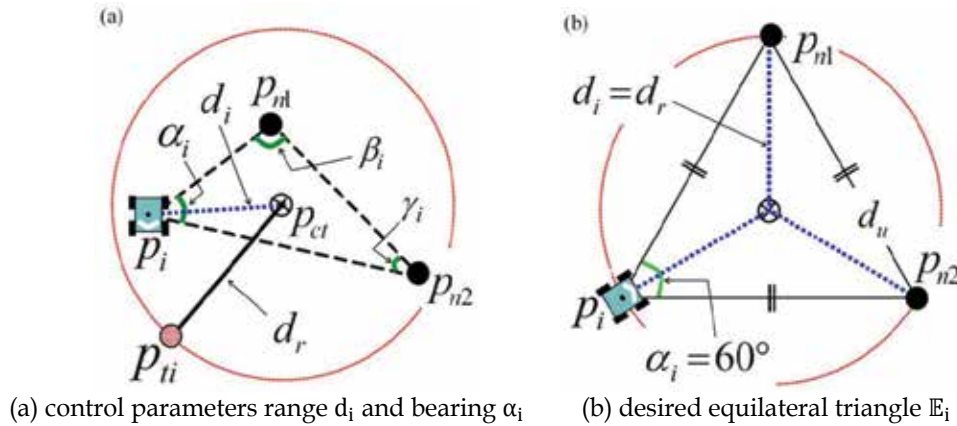 (a)
p_n1
d_i
α_i
β_i
p_i
p_ct
γ_i
p_n2
d_r
p_ti
(b)
p_n1
d_i = d_r
d_u
p_n2
p_i
α_i = 60°
(a) control parameters range d_i and bearing α_i
(b) desired equilateral triangle 𝔼_i